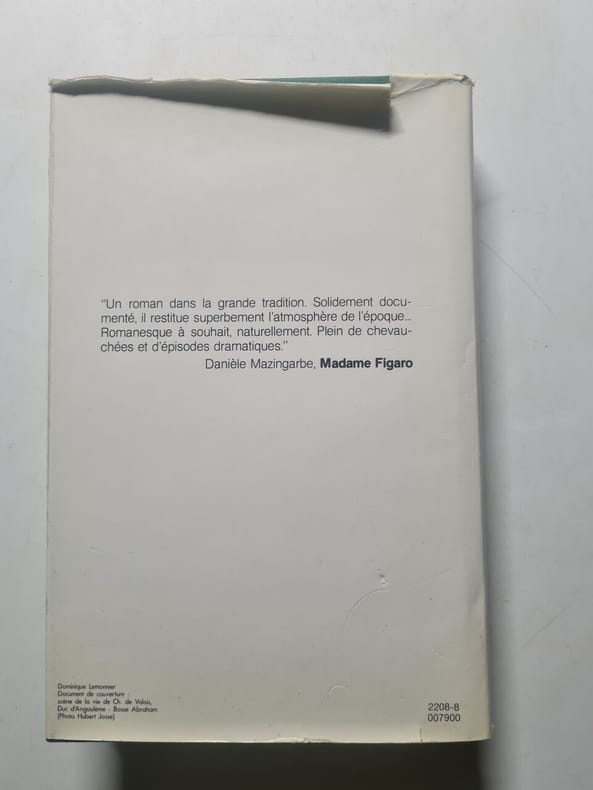 "Un roman dans la grande tradition. Solidement docu-
menté, il restitue superbement l'atmosphère de l'époque...
Romanesque à souhait, naturellement. Plein de chevau-
chées et d'épisodes dramatiques."
Danièle Mazingarbe, Madame Figaro
Dominique Lemonnier
Document de couverture :
scène de la vie de Ch. de Valois,
Duc d'Angoulème - Bosse Abraham
(Photo Hubert Josse)
2208-8
007900